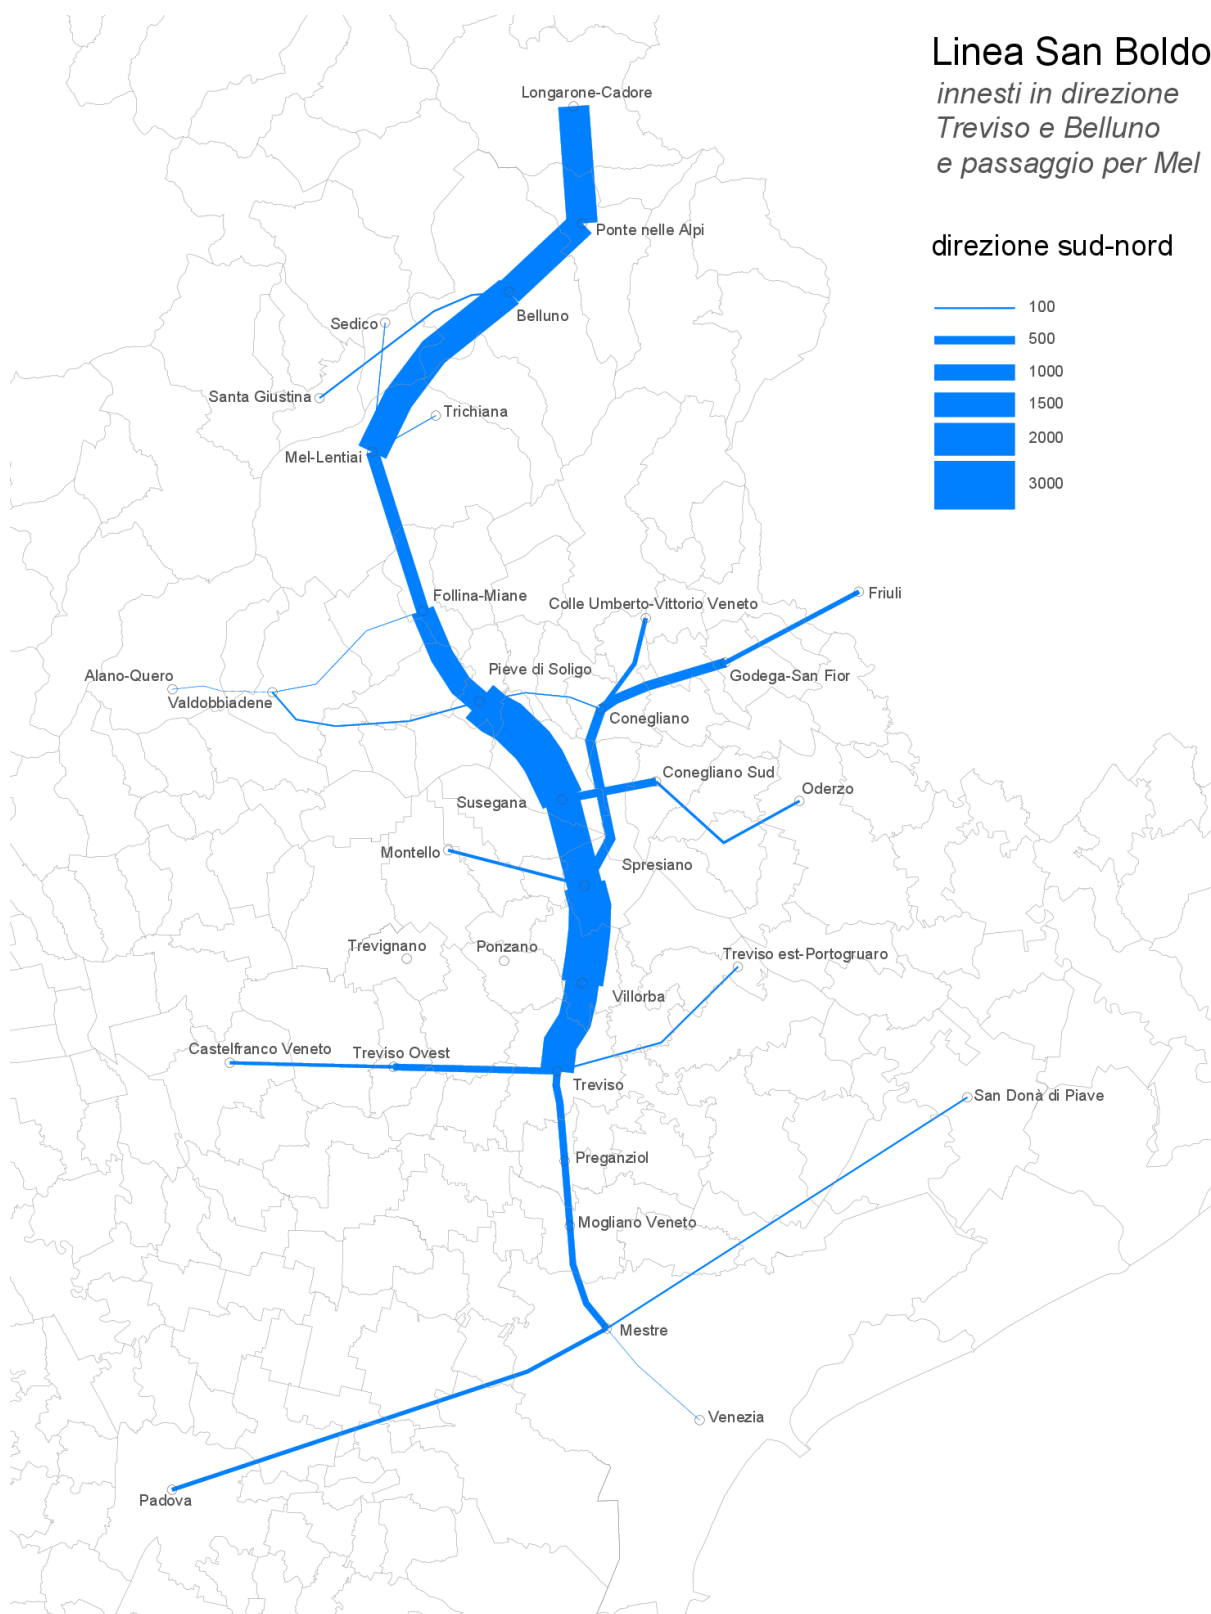 Linea San Boldo
innesti in direzione
Treviso e Belluno
e passaggio per Mel
direzione sud-nord
100
500
1000
1500
2000
3000
Longarone-Cadore
Ponte nelle Alpi
Belluno
Sedico
Santa Giustina
Trichiana
Mel-Lentiai
Follina-Miane
Colle Umberto-Vittorio Veneto
Friuli
Pieve di Soligo
Alano-Quero
Valdobbiadene
Godega-San Fior
Conegliano
Conegliano Sud
Susegana
Oderzo
Montello
Spresiano
Trevignano
Ponzano
Treviso est-Portogruaro
Villorba
Castelfranco Veneto
Treviso Ovest
Treviso
San Donà di Piave
Preganziol
Mogliano Veneto
Mestre
Venezia
Padova